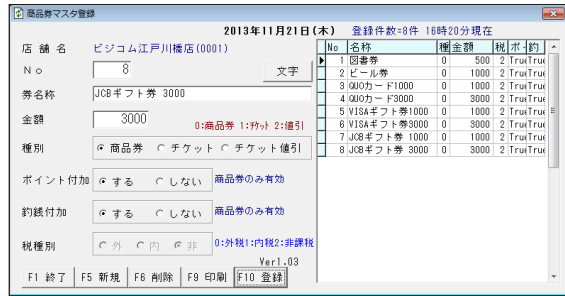 商品券マスタ登録
2013年11月21日(木) 登録件数=8件 16時20分現在
店 舗 名 ビジコム江戸川橋店(0001)
No 8 文字
券名称 JCBギフト券 3000
金額 3000 0:商品券 1:ﾁｹｯﾄ 2:値引
種別 商品券 チケット チケット値引
ポイント付加 する しない 商品券のみ有効
釣銭付加 する しない 商品券のみ有効
税種別 外 内 非 0:外税1:内税2:非課税
Ver1.03
F1 終了 F5 新規 F6 削除 F9 印刷 F10 登録
No 名称 種 金額 税 ポ-釣
1 図書券 0 500 2 True True
2 ビール券 0 1000 2 True True
3 QUOカード1000 0 1000 2 True True
4 QUOカード3000 0 3000 2 True True
5 VISAギフト券1000 0 1000 2 True True
6 VISAギフト券3000 0 3000 2 True True
7 JCBギフト券 1000 0 1000 2 True True
8 JCBギフト券 3000 0 3000 2 True True